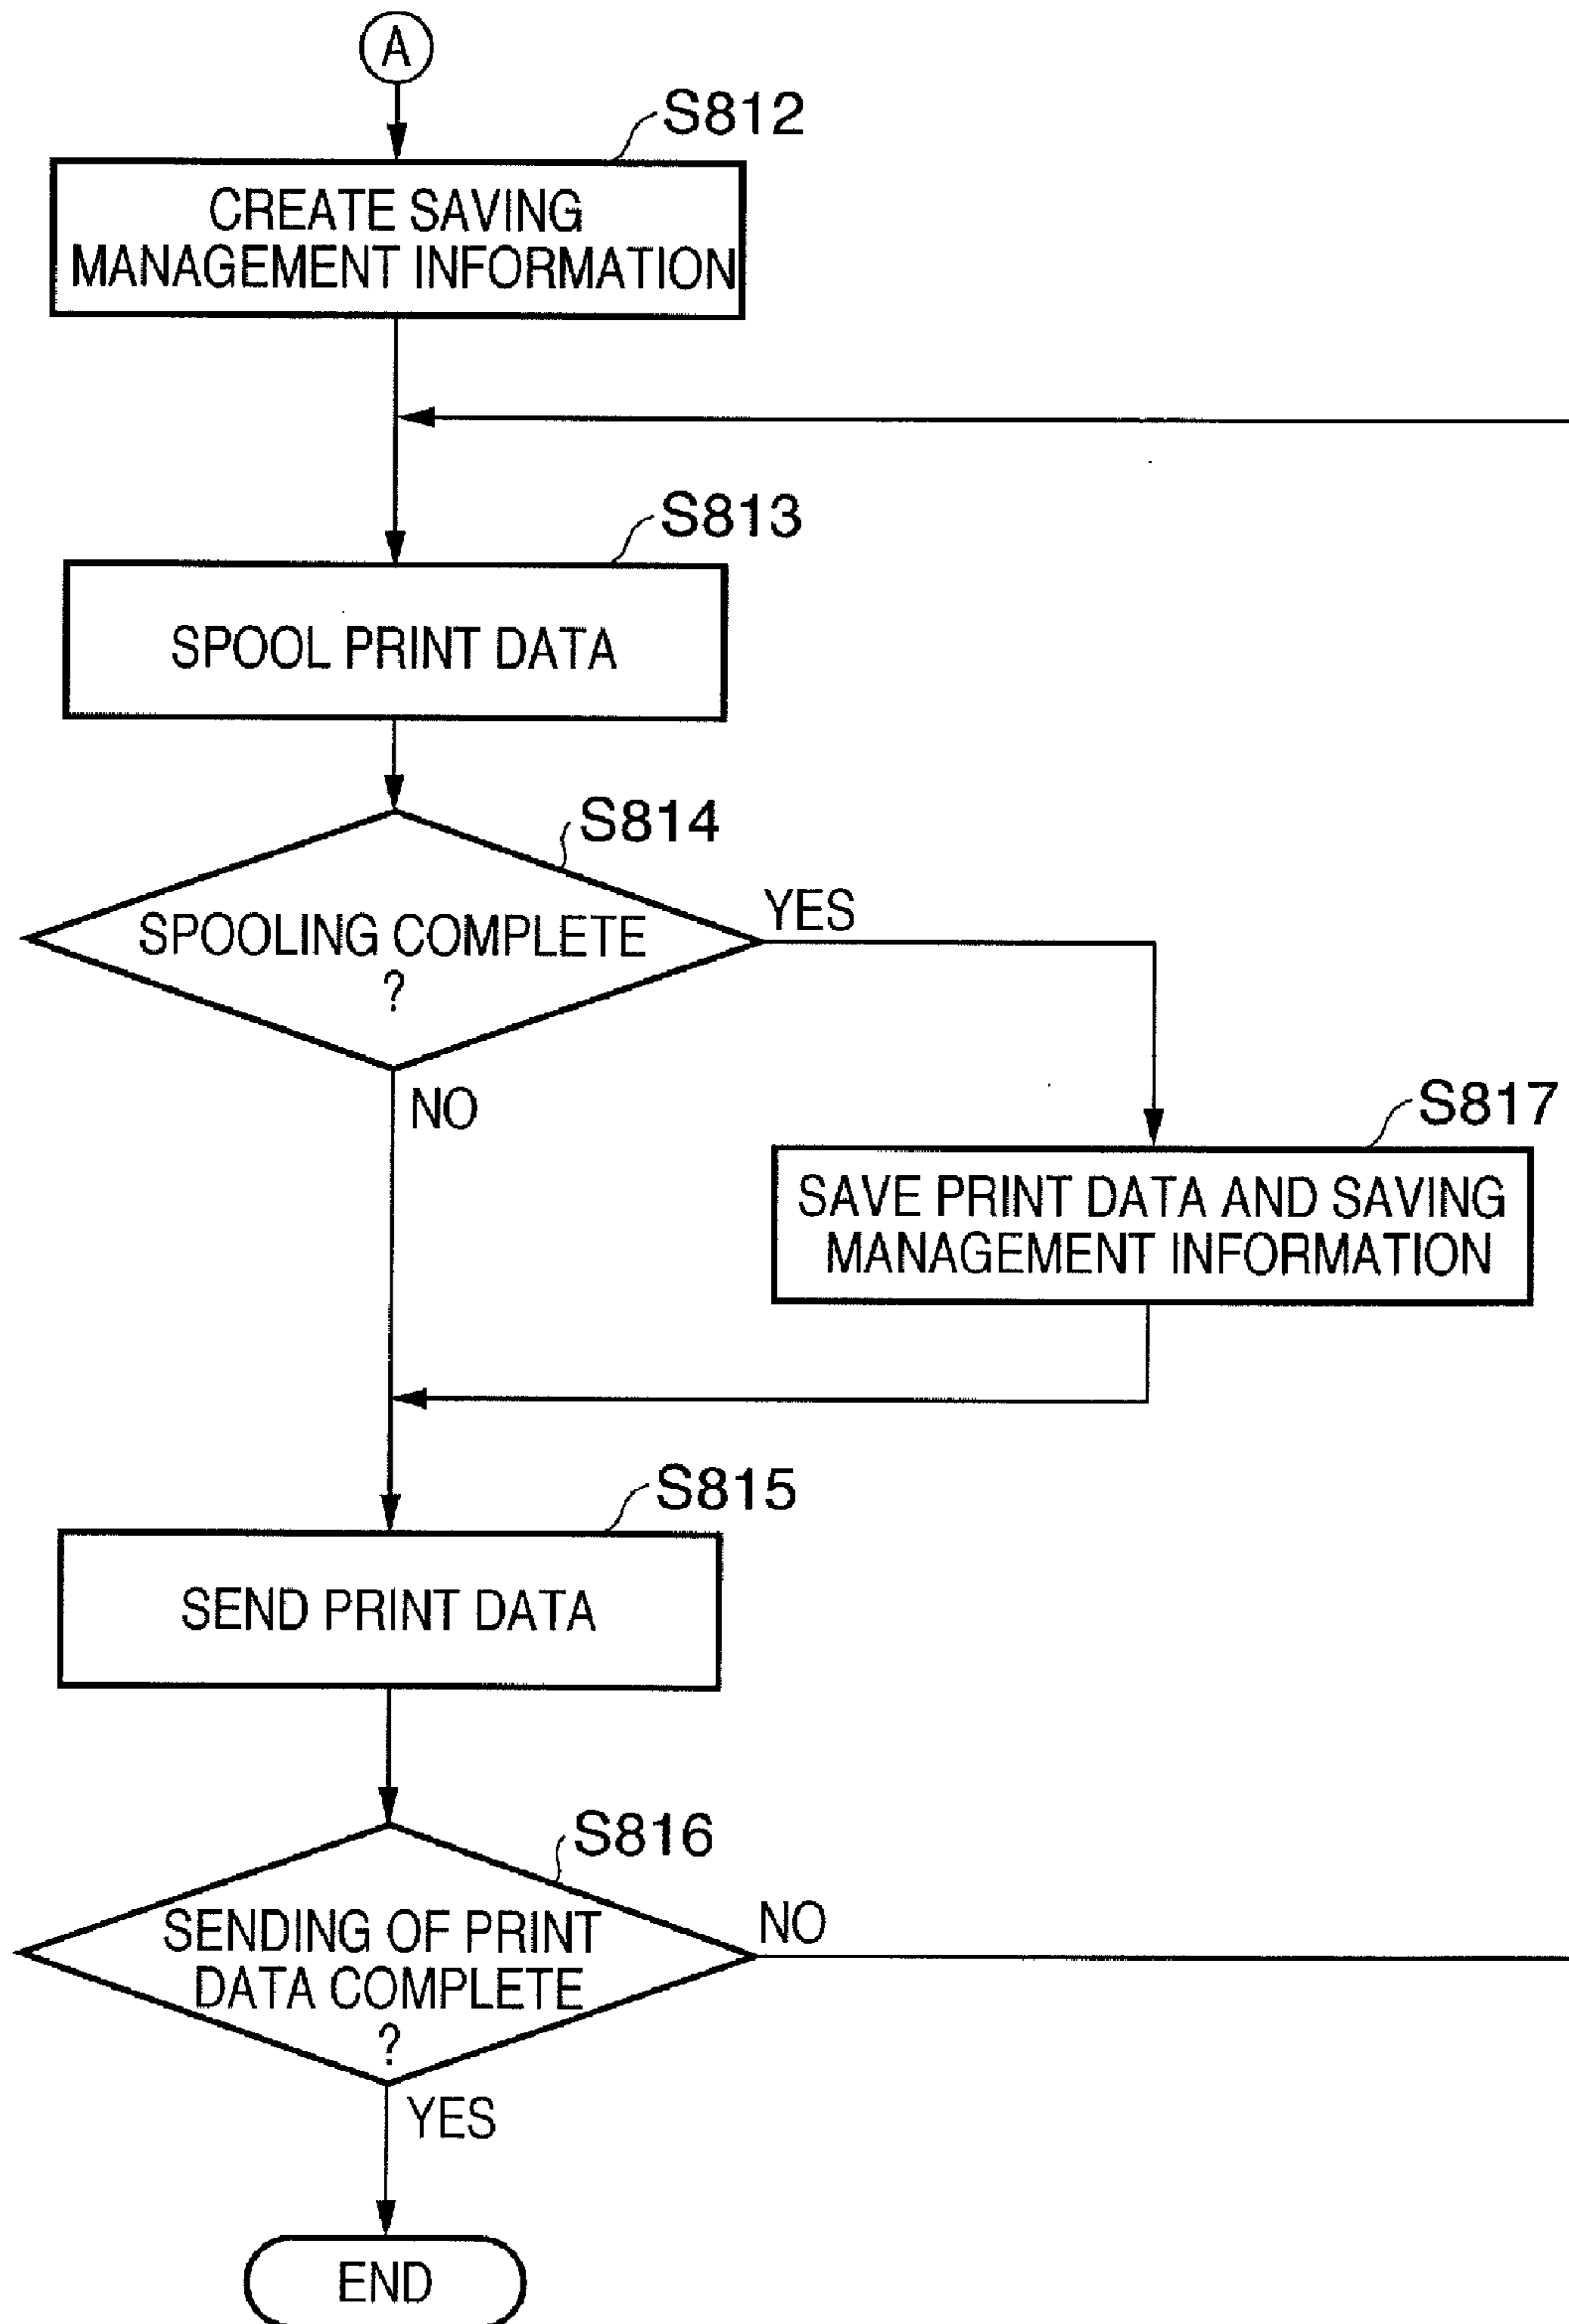 A
S812
CREATE SAVING
MANAGEMENT INFORMATION
S813
SPOOL PRINT DATA
S814
SPOOLING COMPLETE
?
YES
NO
S817
SAVE PRINT DATA AND SAVING
MANAGEMENT INFORMATION
S815
SEND PRINT DATA
S816
SENDING OF PRINT
DATA COMPLETE
?
NO
YES
END